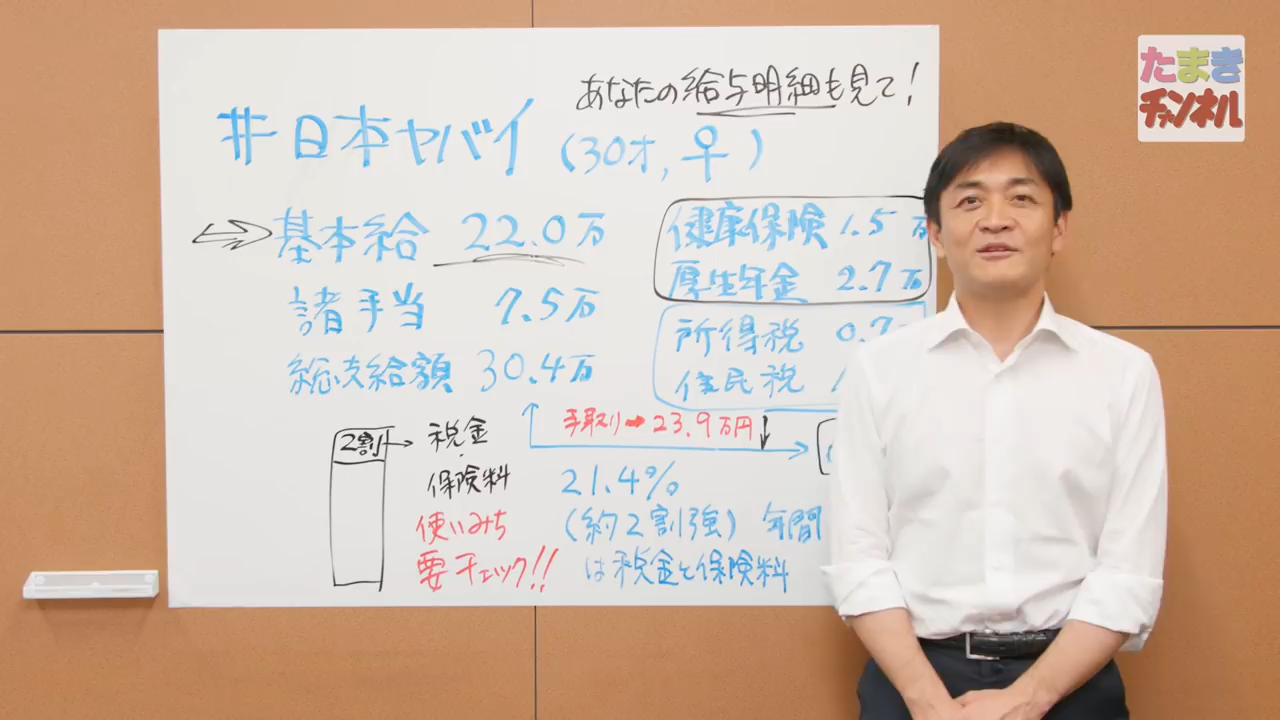 あなたの給与明細も見て!
#日本ヤバイ (30才,♀)
⇒基本給 22.0万
諸手当 7.5万
総支給額 30.4万
健康保険 1.5万
厚生年金 2.7万
所得税 0.7
住民税
手取り→23.9万円
2割→税金・保険料
使いみち
要チェック!!
21.4%
(約2割強) 年間
は税金と保険料
たまき
チャンネル